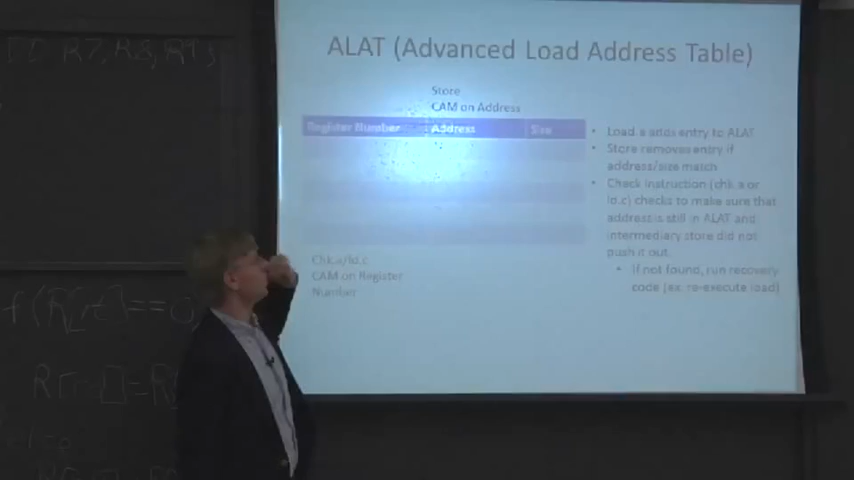 ALAT (Advanced Load Address Table)
Store
CAM on Address
Register Number Address Size
• Load.a adds entry to ALAT
• Store removes entry if
address/size match
• Check instruction (chk.a or
ld.c) checks to make sure that
address is still in ALAT and
intermediary store did not
push it out.
• If not found, run recovery
code (ex. re-execute load)
Chk.a/ld.c
CAM on Register
Number
R7, R8, R9